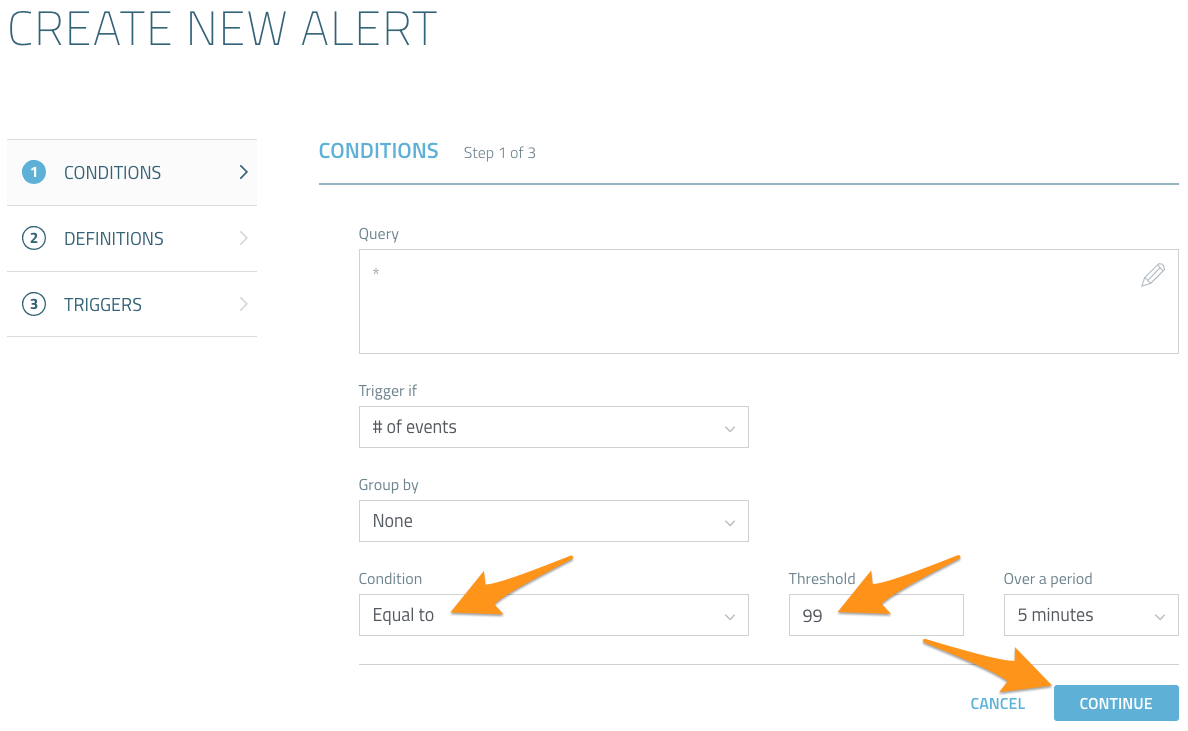 CREATE NEW ALERT
1 CONDITIONS
2 DEFINITIONS
3 TRIGGERS
CONDITIONS Step 1 of 3
Query
*
Trigger if
# of events
Group by
None
Condition Threshold Over a period
Equal to 99 5 minutes
CANCEL CONTINUE